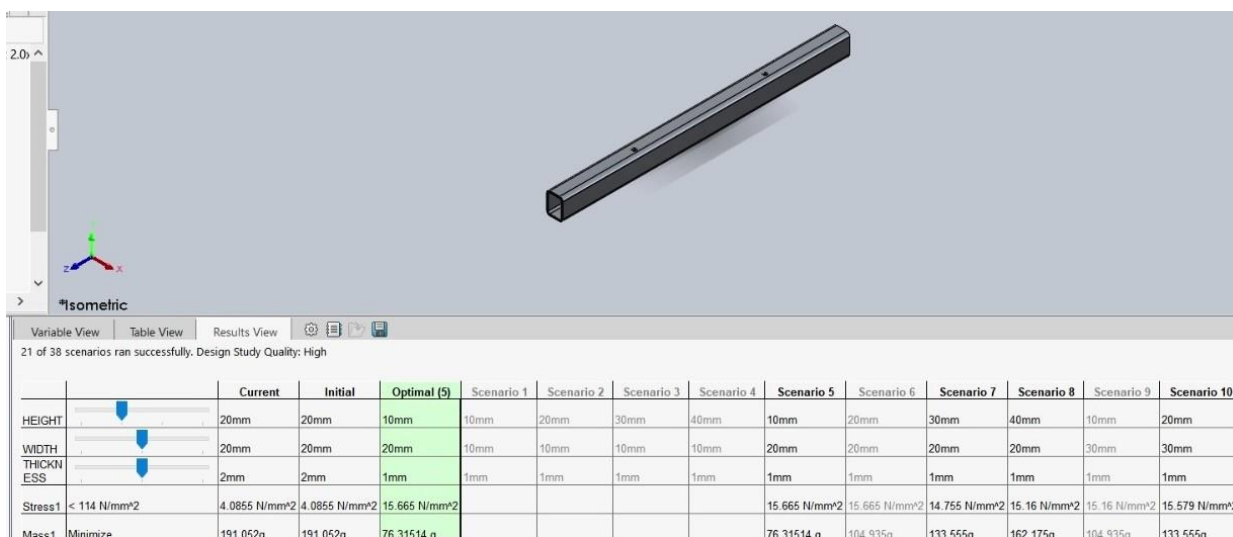 2.0x
Y
Z X
*Isometric
Variable View Table View Results View
21 of 38 scenarios ran successfully. Design Study Quality: High
Current Initial Optimal (5) Scenario 1 Scenario 2 Scenario 3 Scenario 4 Scenario 5 Scenario 6 Scenario 7 Scenario 8 Scenario 9 Scenario 10
HEIGHT 20mm 20mm 10mm 10mm 20mm 30mm 40mm 10mm 20mm 30mm 40mm 10mm 20mm
WIDTH 20mm 20mm 20mm 10mm 10mm 10mm 10mm 20mm 20mm 20mm 20mm 30mm 30mm
THICKN
ESS 2mm 2mm 1mm 1mm 1mm 1mm 1mm 1mm 1mm 1mm 1mm 1mm 1mm
Stress1 < 114 N/mm^2 4.0855 N/mm^2 4.0855 N/mm^2 15.665 N/mm^2 15.665 N/mm^2 15.665 N/mm^2 14.755 N/mm^2 15.16 N/mm^2 15.16 N/mm^2 15.579 N/mm^2
Mass1 Minimize 191.052g 191.052g 76.31514 g 76.31514 g 104.935g 133.555g 162.175g 104.935g 133.555g